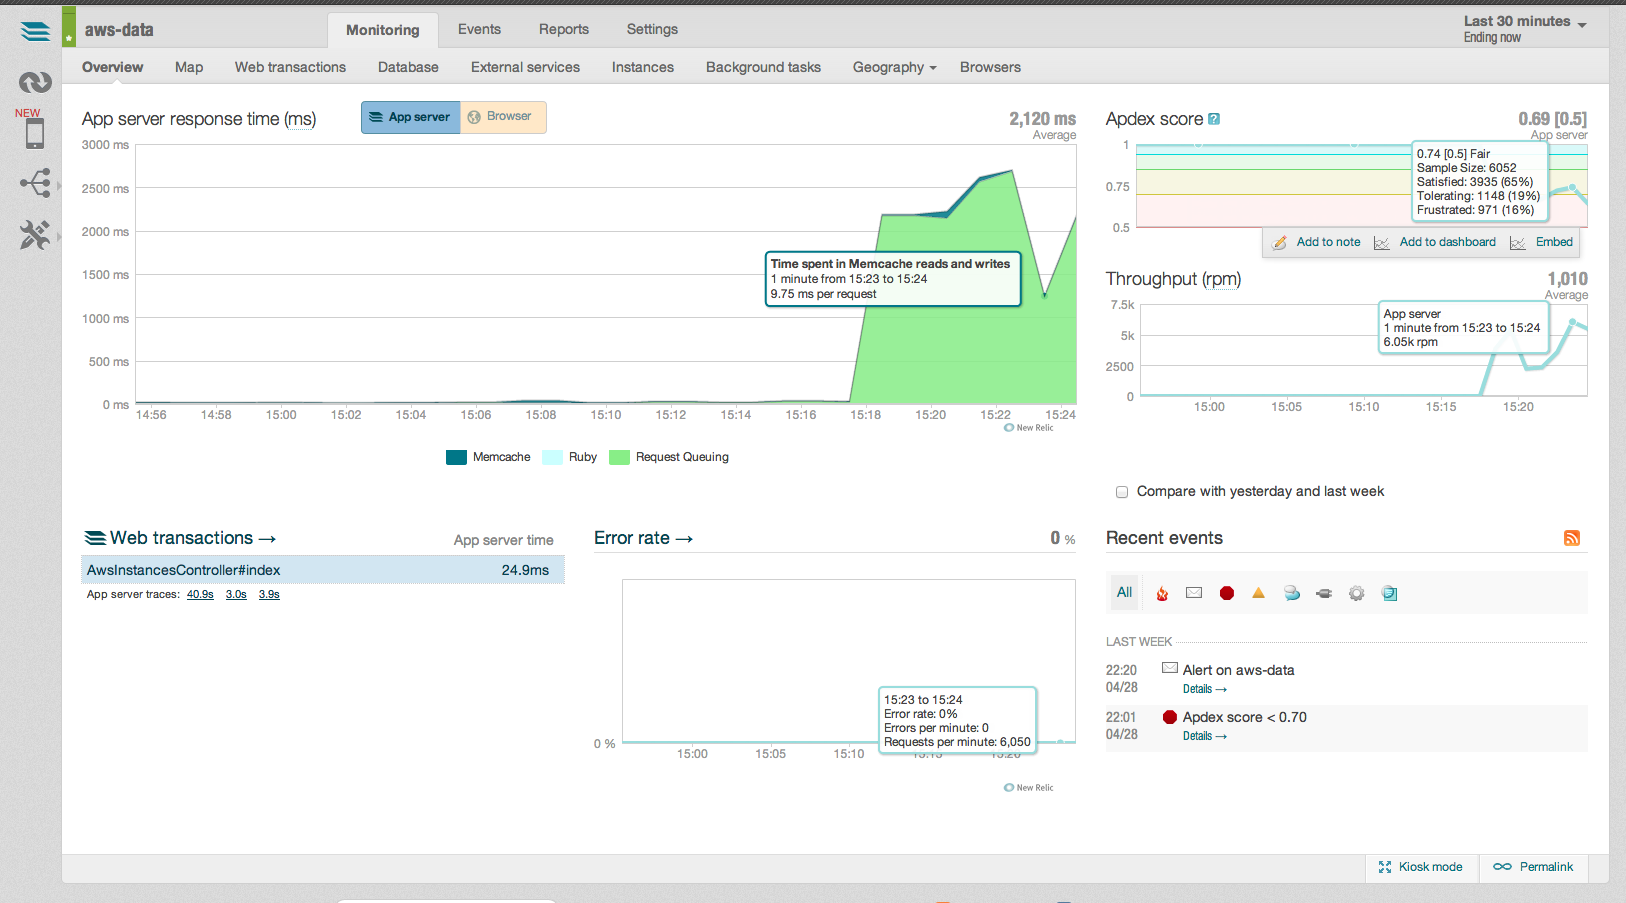 aws-data
Monitoring
Events
Reports
Settings
Last 30 minutes
Ending now
NEW
Overview
Map
Web transactions
Database
External services
Instances
Background tasks
Geography
Browsers
App server response time (ms)
App server
Browser
2,120 ms
Average
3000 ms
2500 ms
2000 ms
1500 ms
1000 ms
500 ms
0 ms
Time spent in Memcache reads and writes
1 minute from 15:23 to 15:24
9.75 ms per request
14:56
14:58
15:00
15:02
15:04
15:06
15:08
15:10
15:12
15:14
15:16
15:18
15:20
15:22
15:24
New Relic
Memcache
Ruby
Request Queuing
Apdex score ?
0.69 [0.5]
App server
1
0.75
0.5
0.74 [0.5] Fair
Sample Size: 6052
Satisfied: 3935 (65%)
Tolerating: 1148 (19%)
Frustrated: 971 (16%)
Add to note
Add to dashboard
Embed
Throughput (rpm)
1,010
Average
7.5k
5k
2500
0
App server
1 minute from 15:23 to 15:24
6.05k rpm
15:00
15:05
15:10
15:15
15:20
Compare with yesterday and last week
Web transactions →
App server time
AwsInstancesController#index
24.9ms
App server traces: 40.9s 3.0s 3.9s
Error rate →
0 %
0 %
15:23 to 15:24
Error rate: 0%
Errors per minute: 0
Requests per minute: 6,050
15:00
15:05
15:10
15:15
15:20
New Relic
Recent events
All
LAST WEEK
22:20
04/28
Alert on aws-data
Details →
22:01
04/28
Apdex score < 0.70
Details →
Kiosk mode
Permalink